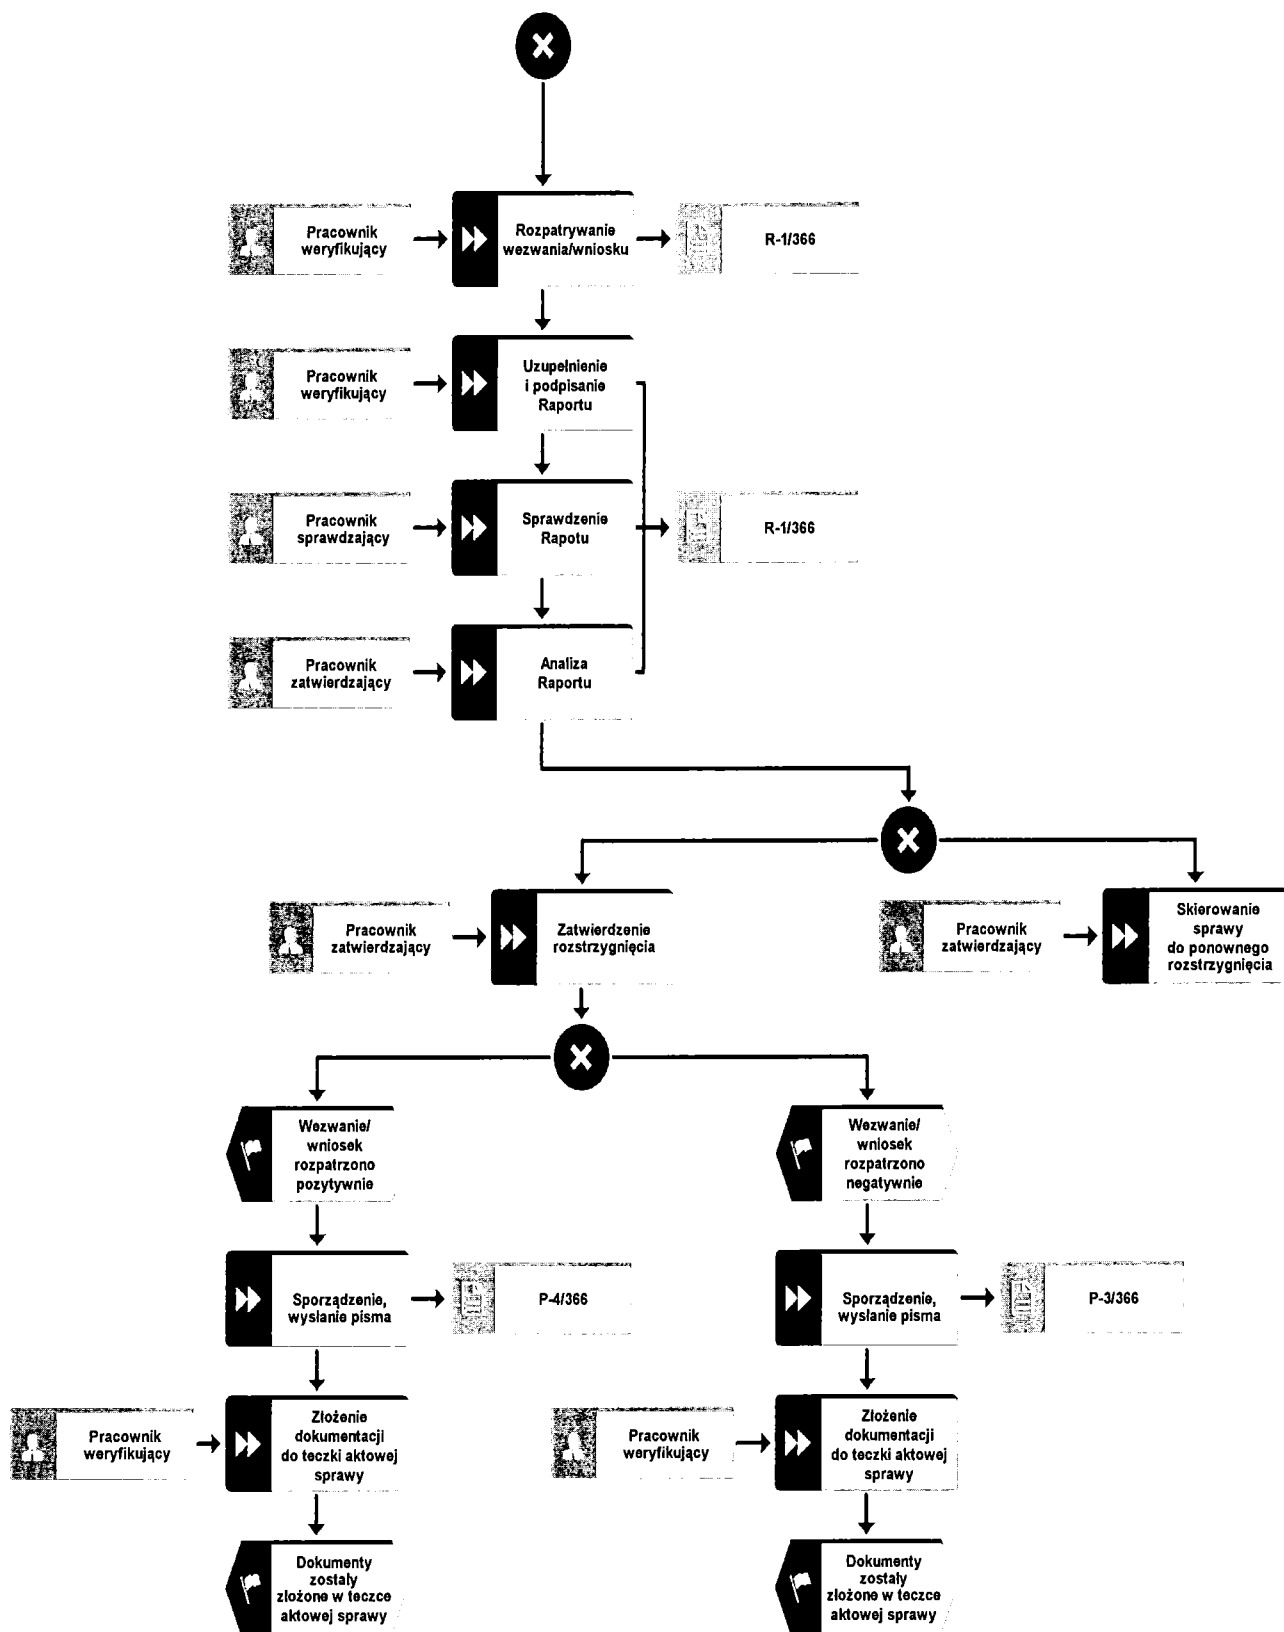 Pracownik
weryfikujący
Rozpatrywanie
wezwania/wniosku
R-1/366
Pracownik
weryfikujący
Uzupełnienie
i podpisanie
Raportu
Pracownik
sprawdzający
Sprawdzenie
Rapotu
R-1/366
Pracownik
zatwierdzający
Analiza
Raportu
Pracownik
zatwierdzający
Zatwierdzenie
rozstrzygnięcia
Pracownik
zatwierdzający
Skierowanie
sprawy
do ponownego
rozstrzygnięcia
Wezwanie/
wniosek
rozpatrzono
pozytywnie
Wezwanie/
wniosek
rozpatrzono
negatywnie
Sporządzenie,
wysłanie pisma
P-4/366
Sporządzenie,
wysłanie pisma
P-3/366
Pracownik
weryfikujący
Złożenie
dokumentacji
do teczki aktowej
sprawy
Pracownik
weryfikujący
Złożenie
dokumentacji
do teczki aktowej
sprawy
Dokumenty
zostały
złożone w teczce
aktowej sprawy
Dokumenty
zostały
złożone w teczce
aktowej sprawy